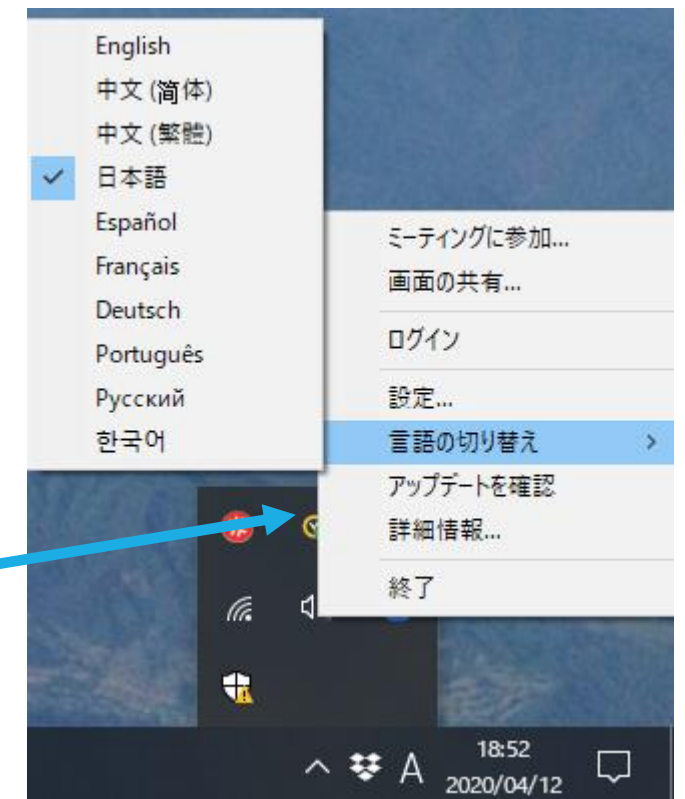 English
中文 (简体)
中文 (繁體)
日本語
Español
Français
Deutsch
Português
Русский
한국어
ミーティングに参加...
画面の共有...
ログイン
設定...
言語の切り替え
アップデートを確認
詳細情報...
終了
A
18:52
2020/04/12